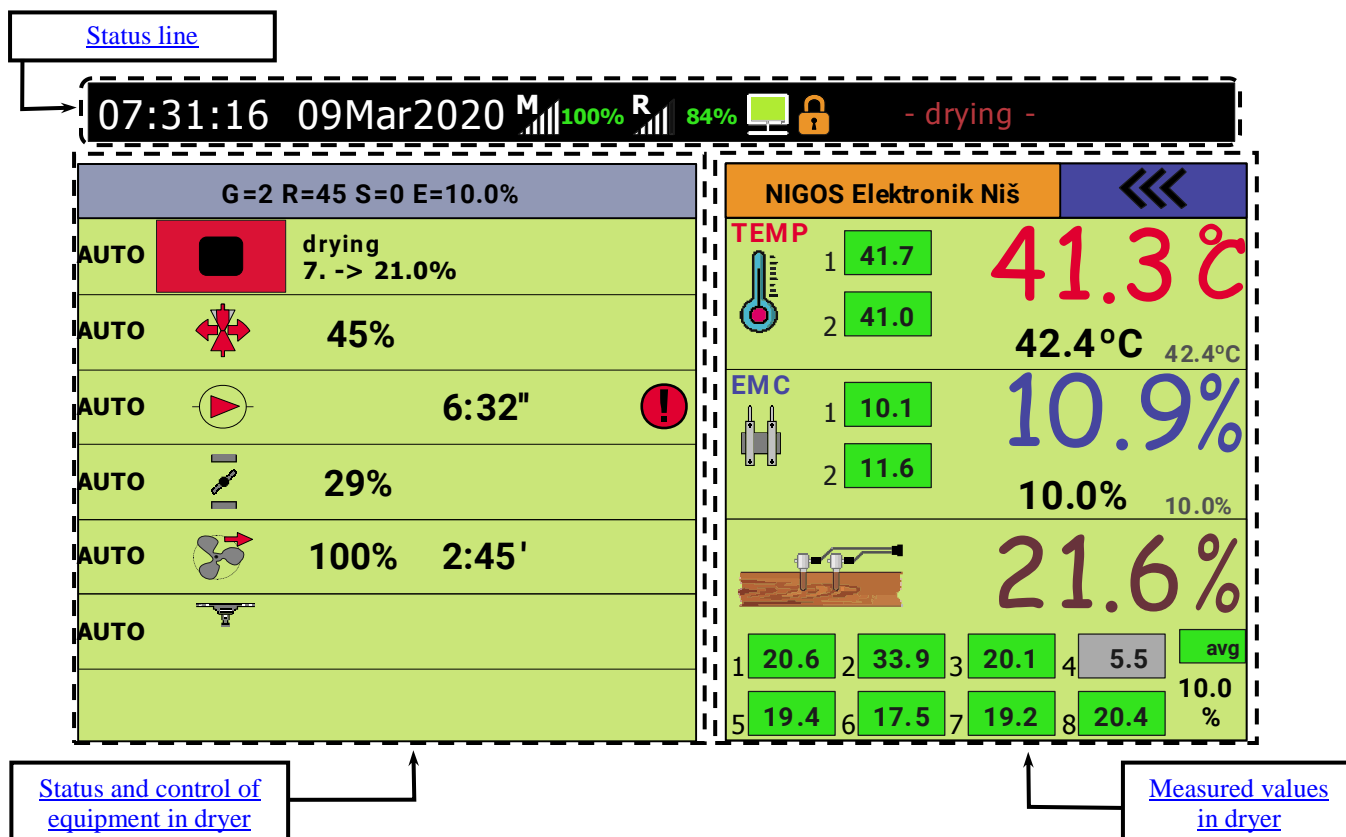 Status line
07:31:16 09Mar2020 M 100% R 84% - drying -
G=2 R=45 S=0 E=10.0%
AUTO drying
7. -> 21.0%
AUTO 45%
AUTO 6:32" !
AUTO 29%
AUTO 100% 2:45'
AUTO
NIGOS Elektronik Niš
TEMP
1 41.7
2 41.0
41.3 °C
42.4°C 42.4°C
EMC
1 10.1
2 11.6
10.9%
10.0% 10.0%
21.6%
1 20.6 2 33.9 3 20.1 4 5.5 avg
5 19.4 6 17.5 7 19.2 8 20.4
10.0
%
Status and control of
equipment in dryer
Measured values
in dryer